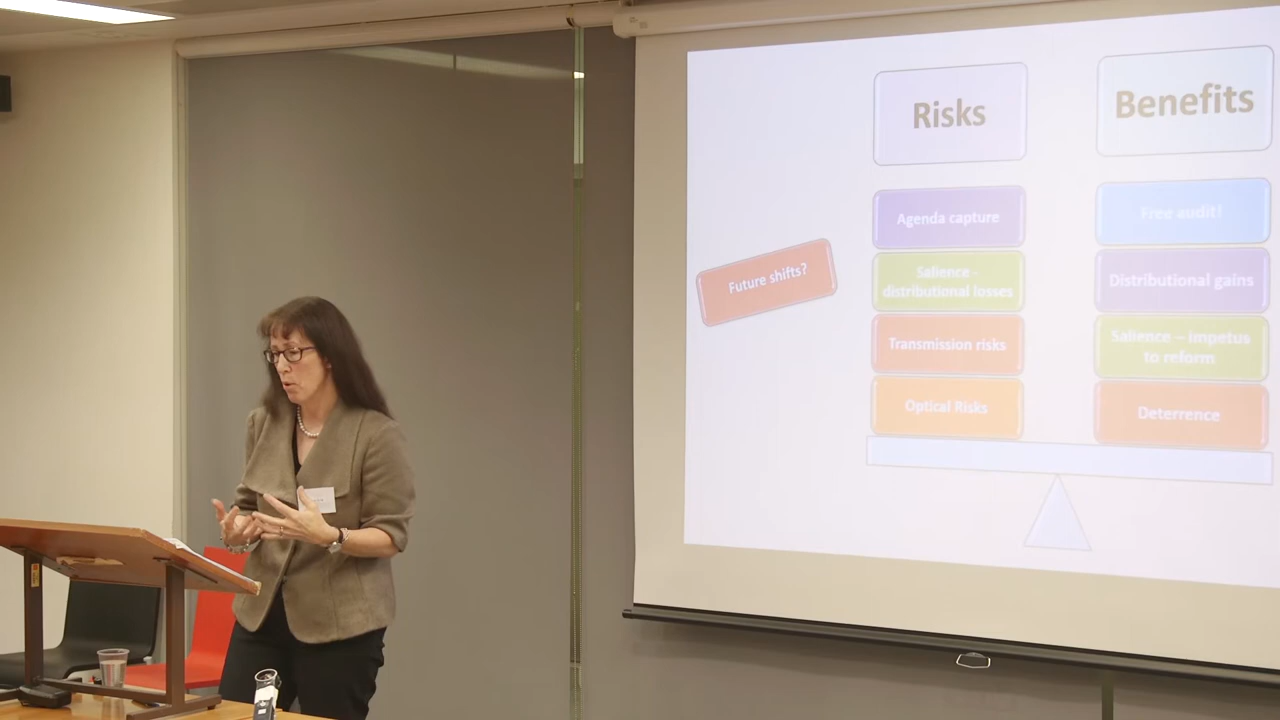 Risks
Benefits
Agenda capture
Free audit!
Salience -
distributional losses
Distributional gains
Future shifts?
Transmission risks
Salience – impetus
to reform
Optical Risks
Deterrence